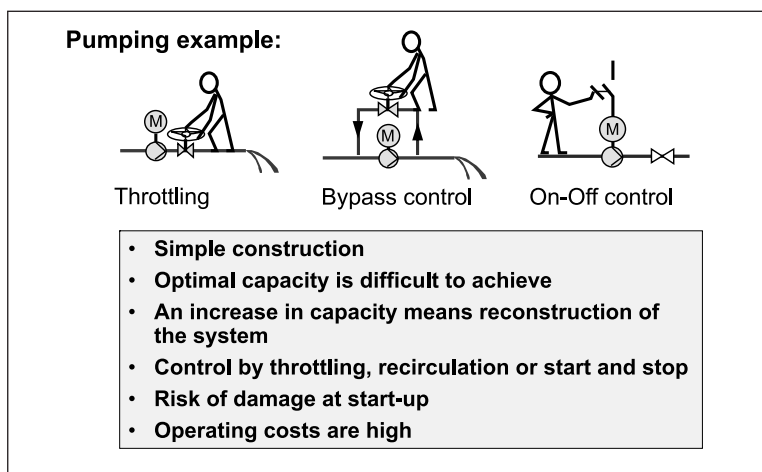 Pumping example:
M
M
M
Throttling
Bypass control
On-Off control
• Simple construction
• Optimal capacity is difficult to achieve
• An increase in capacity means reconstruction of
the system
• Control by throttling, recirculation or start and stop
• Risk of damage at start-up
• Operating costs are high